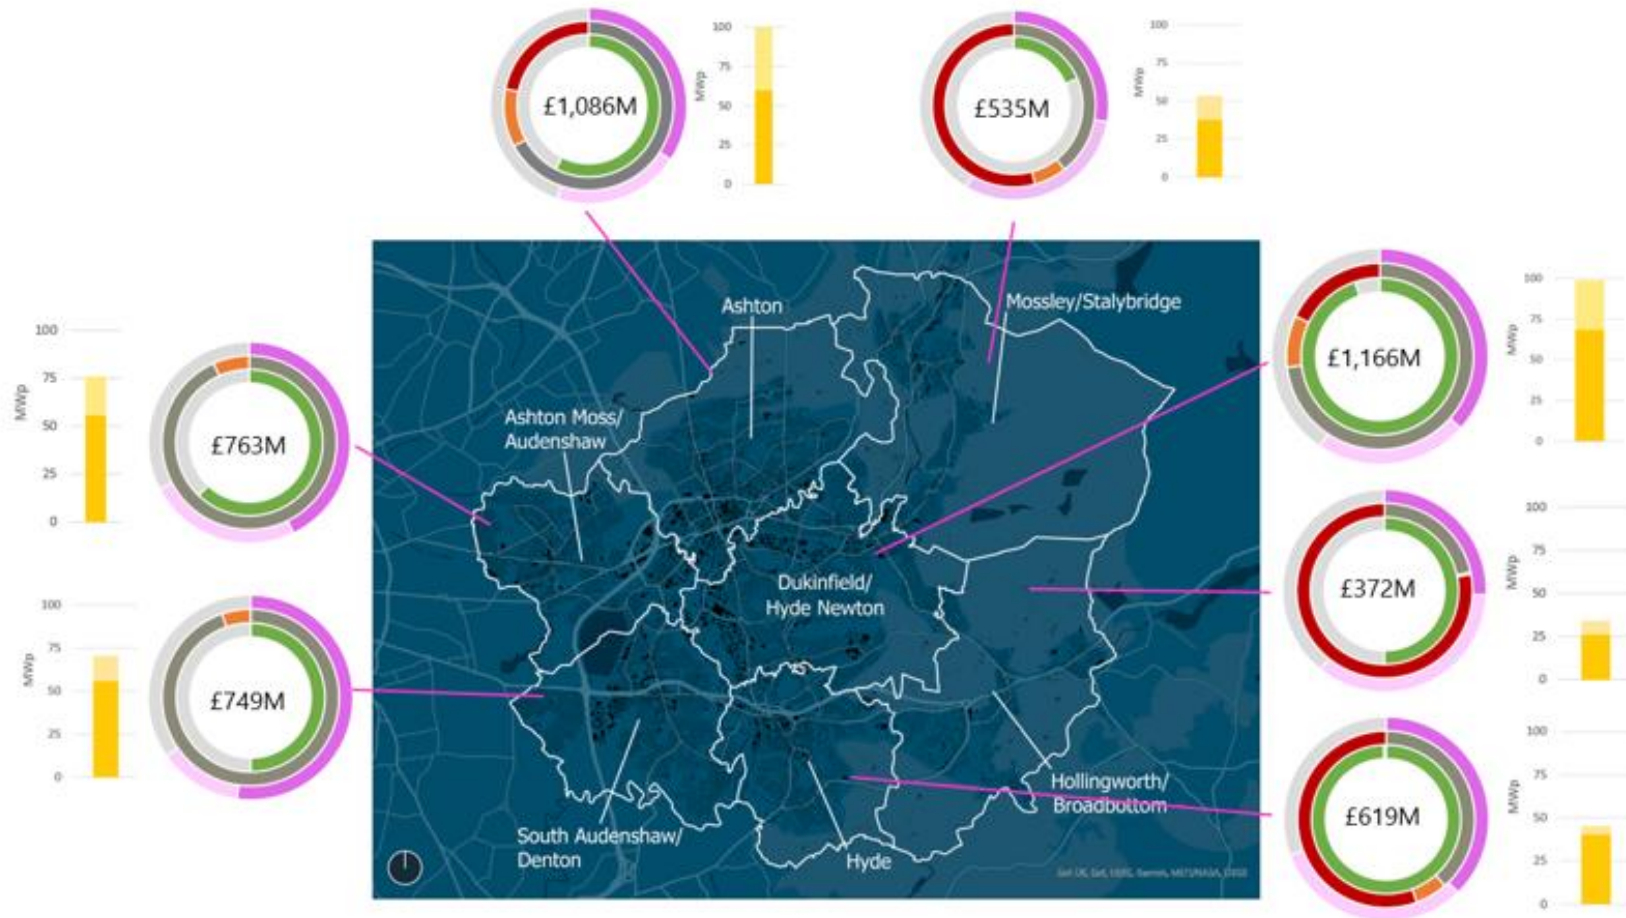 £1,086M
MWp
100
75
50
25
0
£535M
MWp
100
75
50
25
0
Ashton
Mossley/Stalybridge
£1,166M
MWp
100
75
50
25
0
£763M
MWp
100
75
50
25
0
Ashton Moss/
Audenshaw
Dukinfield/
Hyde Newton
£372M
MWp
100
75
50
25
0
£749M
MWp
100
75
50
25
0
Hollingworth/
Broadbottom
£619M
MWp
100
75
50
25
0
South Audenshaw/
Denton
Hyde